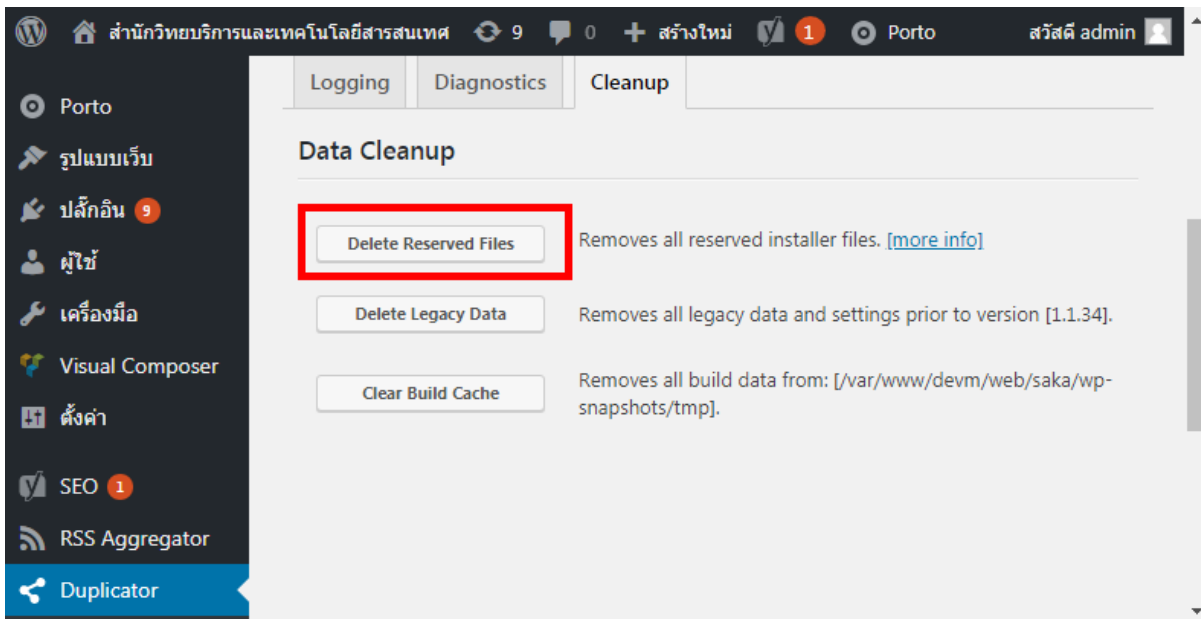 สำนักวิทยบริการและเทคโนโลยีสารสนเทศ 9 0 สร้างใหม่ 1 Porto สวัสดี admin
Logging Diagnostics Cleanup
Porto
รูปแบบเว็บ
ปลั๊กอิน 9
ผู้ใช้
เครื่องมือ
Visual Composer
ตั้งค่า
SEO 1
RSS Aggregator
Duplicator
Data Cleanup
Delete Reserved Files Removes all reserved installer files. [more info]
Delete Legacy Data Removes all legacy data and settings prior to version [1.1.34].
Clear Build Cache Removes all build data from: [/var/www/devm/web/saka/wp-
snapshots/tmp].